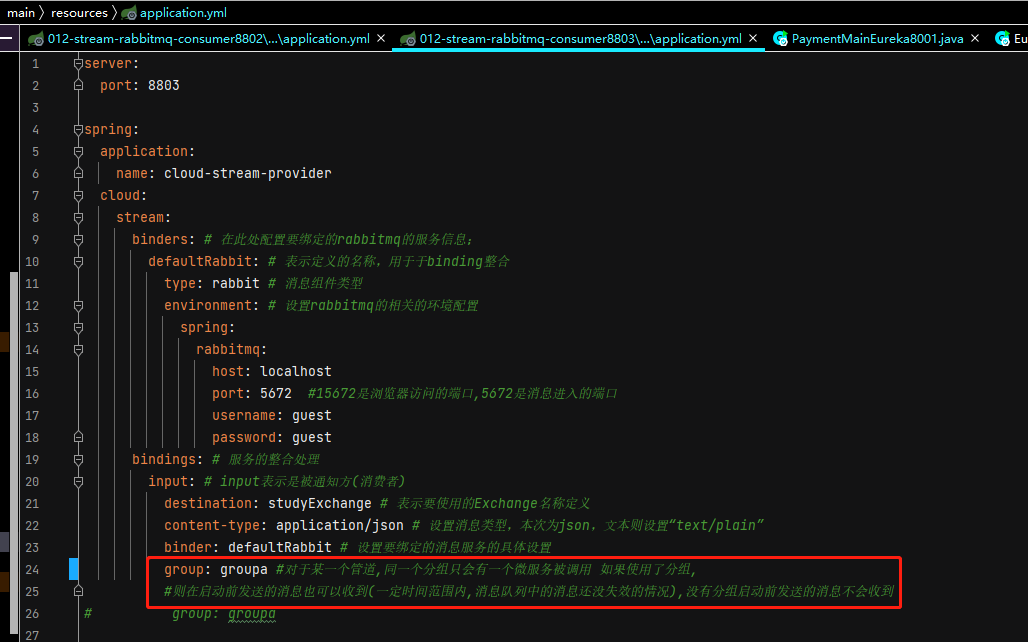 main 〉 resources 〉 application.yml
012-stream-rabbitmq-consumer8802\...\application.yml × 012-stream-rabbitmq-consumer8803\...\application.yml × PaymentMainEureka8001.java × Eu
1 server:
2 port: 8803
3
4 spring:
5 application:
6 name: cloud-stream-provider
7 cloud:
8 stream:
9 binders: # 在此处配置要绑定的rabbitmq的服务信息；
10 defaultRabbit: # 表示定义的名称，用于于binding整合
11 type: rabbit # 消息组件类型
12 environment: # 设置rabbitmq的相关的环境配置
13 spring:
14 rabbitmq:
15 host: localhost
16 port: 5672 #15672是浏览器访问的端口,5672是消息进入的端口
17 username: guest
18 password: guest
19 bindings: # 服务的整合处理
20 input: # input表示是被通知方(消费者)
21 destination: studyExchange # 表示要使用的Exchange名称定义
22 content-type: application/json # 设置消息类型，本次为json，文本则设置“text/plain”
23 binder: defaultRabbit # 设置要绑定的消息服务的具体设置
24 group: groupa #对于某一个管道,同一个分组只会有一个微服务被调用 如果使用了分组,
25 #则在启动前发送的消息也可以收到(一定时间范围内,消息队列中的消息还没失效的情况),没有分组启动前发送的消息不会收到
26 # group: groupa
27